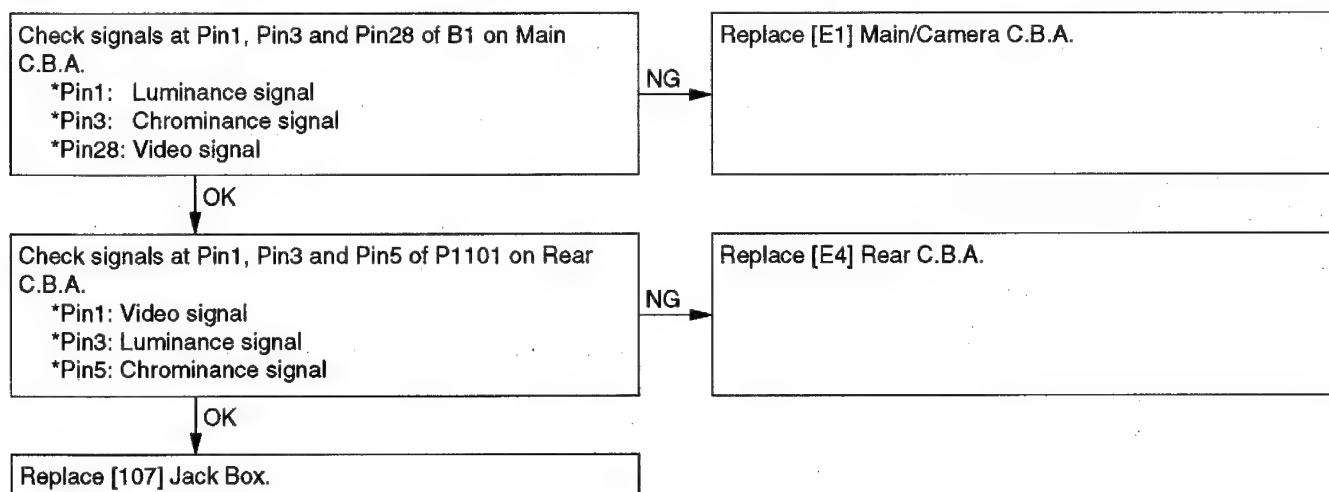 Check signals at Pin1, Pin3 and Pin28 of B1 on Main
C.B.A.
*Pin1: Luminance signal
*Pin3: Chrominance signal
*Pin28: Video signal
NG
Replace [E1] Main/Camera C.B.A.
OK
Check signals at Pin1, Pin3 and Pin5 of P1101 on Rear
C.B.A.
*Pin1: Video signal
*Pin3: Luminance signal
*Pin5: Chrominance signal
NG
Replace [E4] Rear C.B.A.
OK
Replace [107] Jack Box.